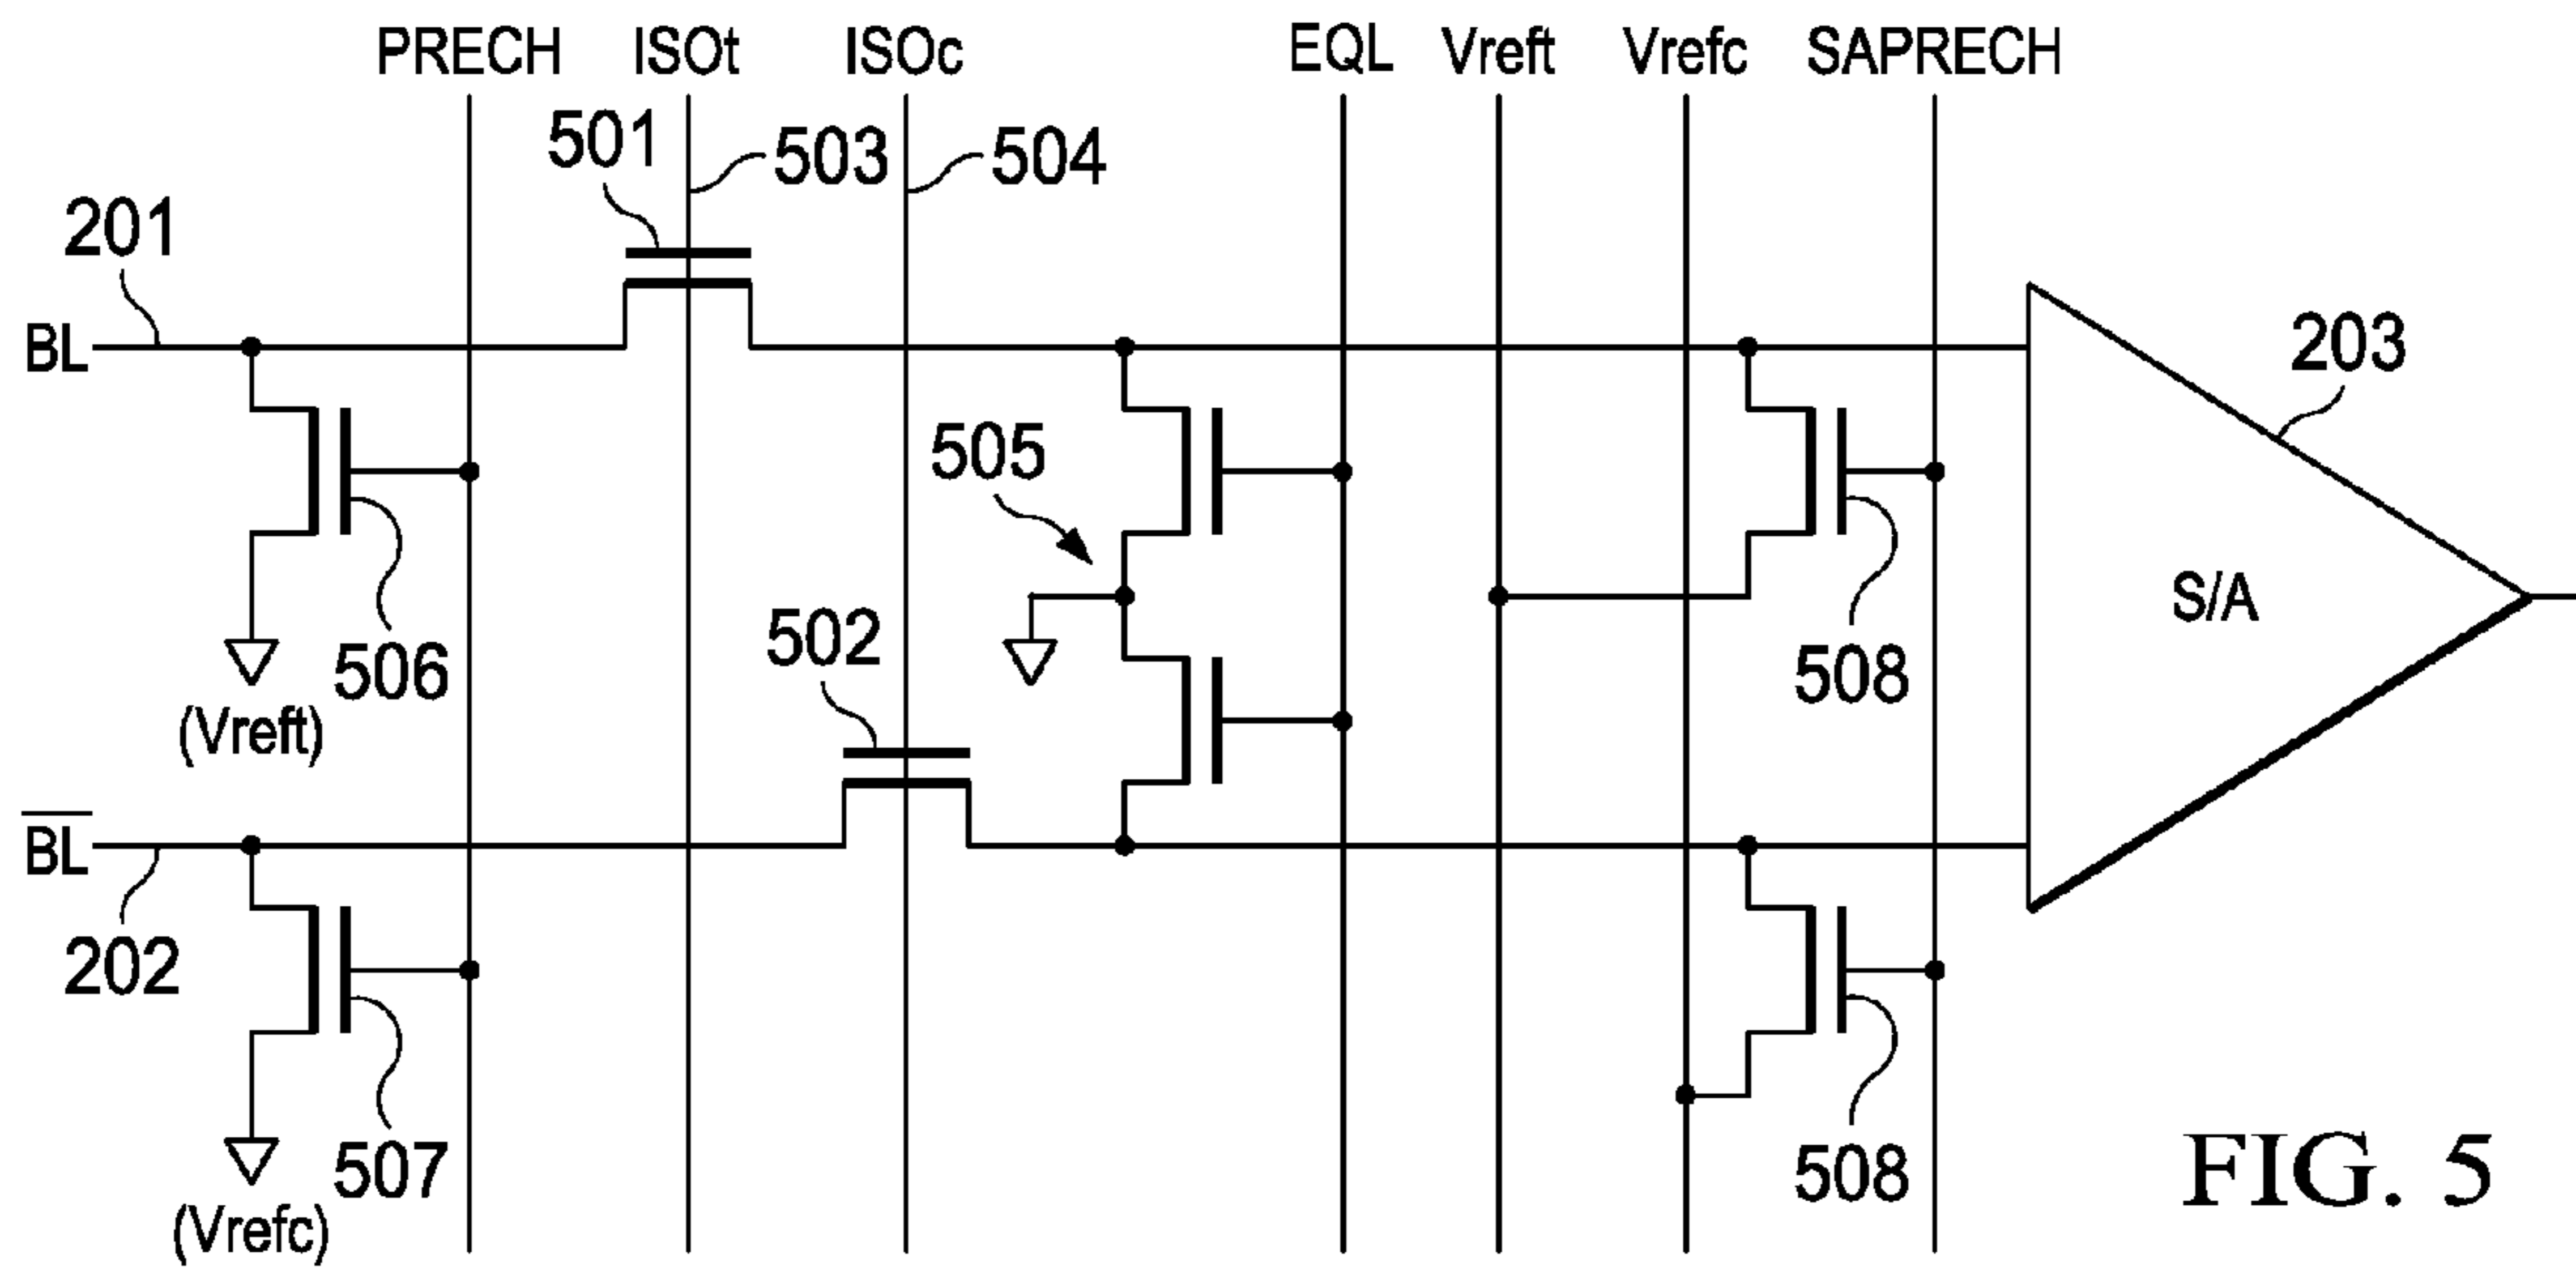 PRECH ISOt ISOc EQL Vreft Vrefc SAPRECH
501 503 504
201
BL
203
505
S/A
502
506 508
(Vreft)
B̅L̅
202
507 508
(Vrefc)
FIG. 5